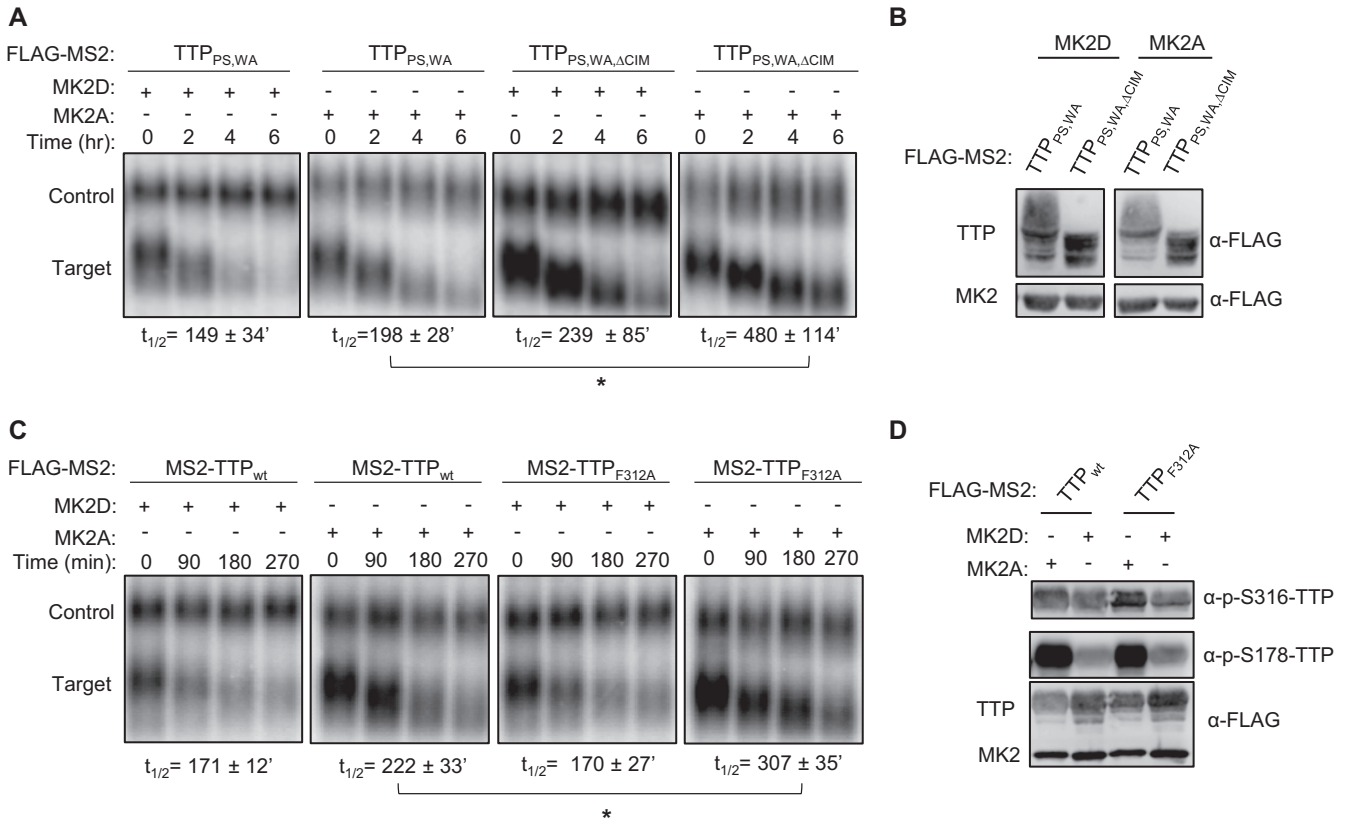 A
FLAG-MS2: TTPPS,WA TTPPS,WA TTPPS,WA,ΔCIM TTPPS,WA,ΔCIM
MK2D: + + + + - - - - + + + + - - - -
MK2A: - - - - + + + + - - - - + + + +
Time (hr): 0 2 4 6 0 2 4 6 0 2 4 6 0 2 4 6
Control
Target
t1/2= 149 ± 34’ t1/2=198 ± 28’ t1/2= 239 ± 85’ t1/2= 480 ± 114’
*
B
MK2D MK2A
FLAG-MS2: TTPPS,WA TTPPS,WA,ΔCIM TTPPS,WA TTPPS,WA,ΔCIM
TTP α-FLAG
MK2 α-FLAG
C
FLAG-MS2: MS2-TTPwt MS2-TTPwt MS2-TTPF312A MS2-TTPF312A
MK2D: + + + + - - - - + + + + - - - -
MK2A: - - - - + + + + - - - - + + + +
Time (min): 0 90 180 270 0 90 180 270 0 90 180 270 0 90 180 270
Control
Target
t1/2= 171 ± 12’ t1/2= 222 ± 33’ t1/2= 170 ± 27’ t1/2= 307 ± 35’
*
D
FLAG-MS2: TTPwt TTPF312A
MK2D: - + - +
MK2A: + - + -
α-p-S316-TTP
α-p-S178-TTP
TTP α-FLAG
MK2